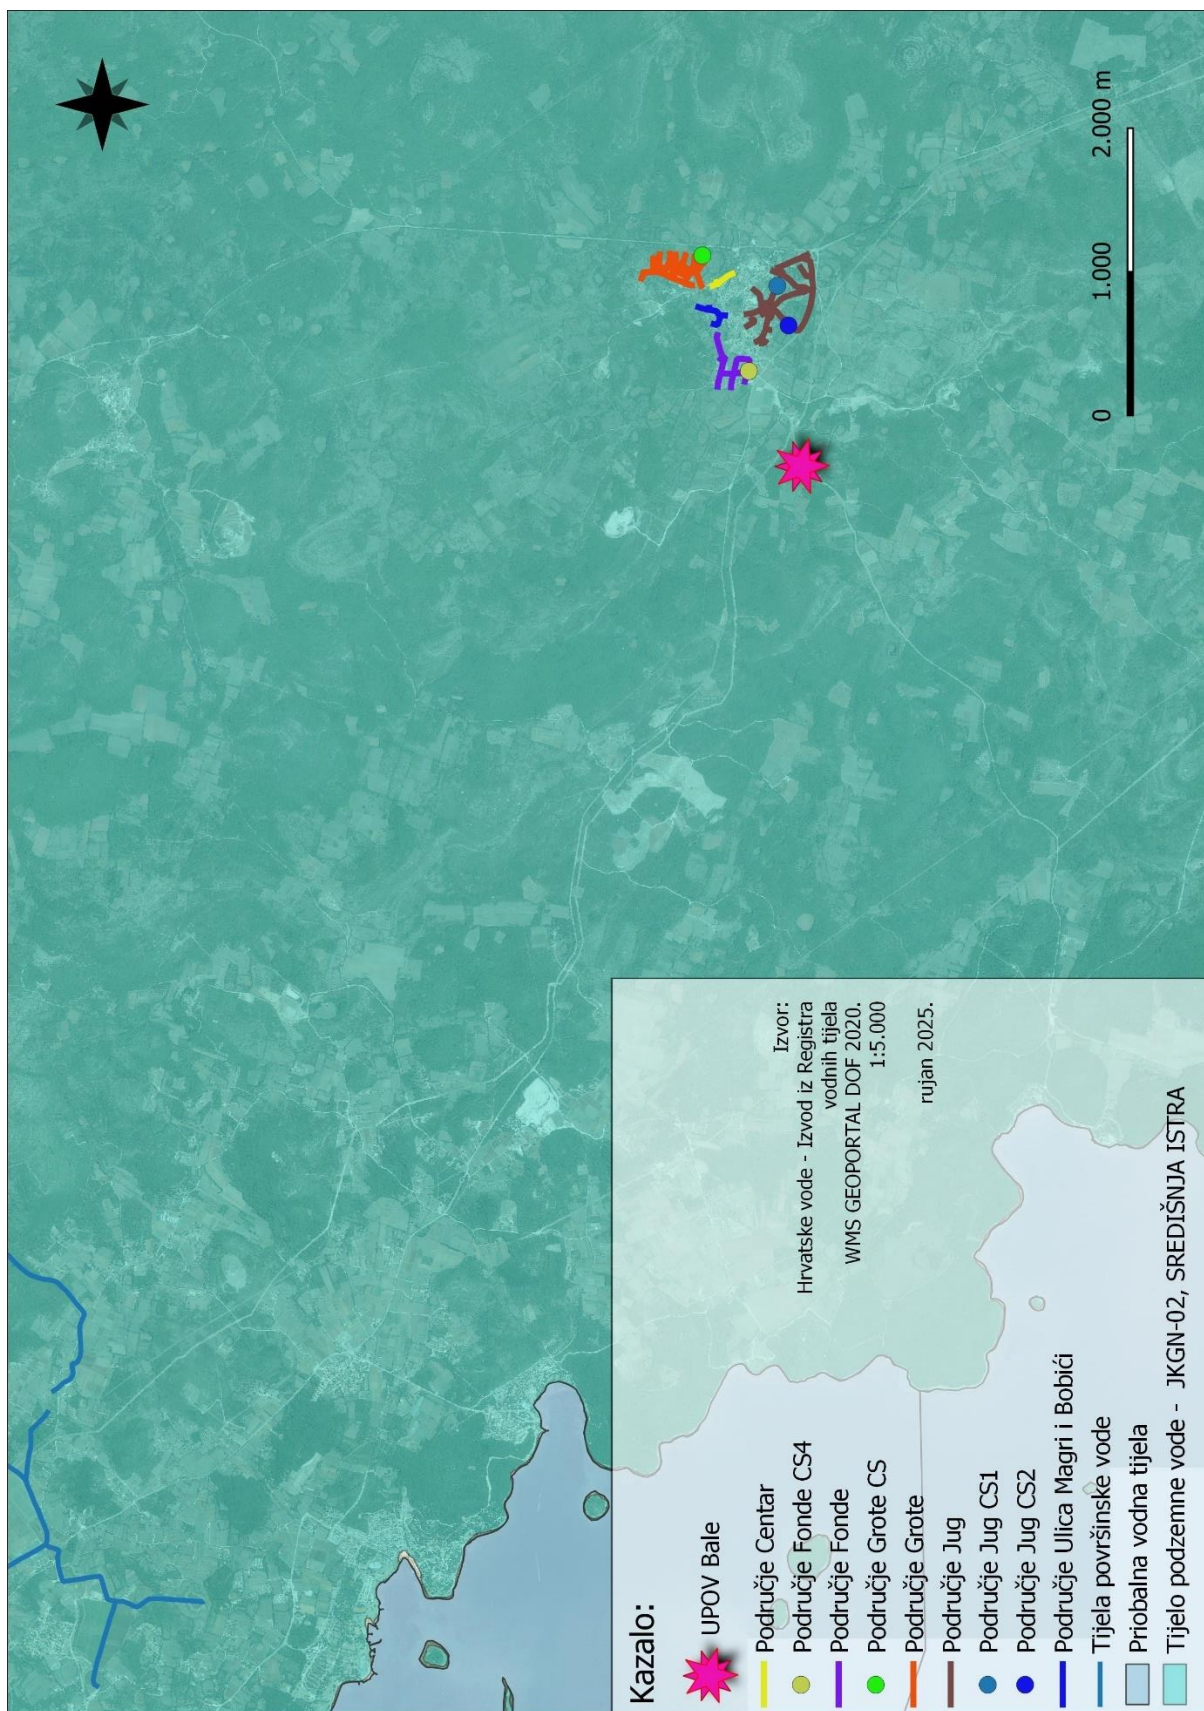 0 1.000 2.000 m
Kazalo:
UPOV Bale
Područje Centar
Područje Fonde CS4
Područje Fonde
Područje Grote CS
Područje Grote
Područje Jug
Područje Jug CS1
Područje Jug CS2
Područje Ulica Magri i Bobići
Tijela površinske vode
Priobalna vodna tijela
Tijelo podzemne vode - JKGN-02, SREDIŠNJA ISTRA
Izvor:
Hrvatske vode - Izvod iz Registra
vodnih tijela
WMS GEOPORTAL DOF 2020.
1:5.000
rujan 2025.